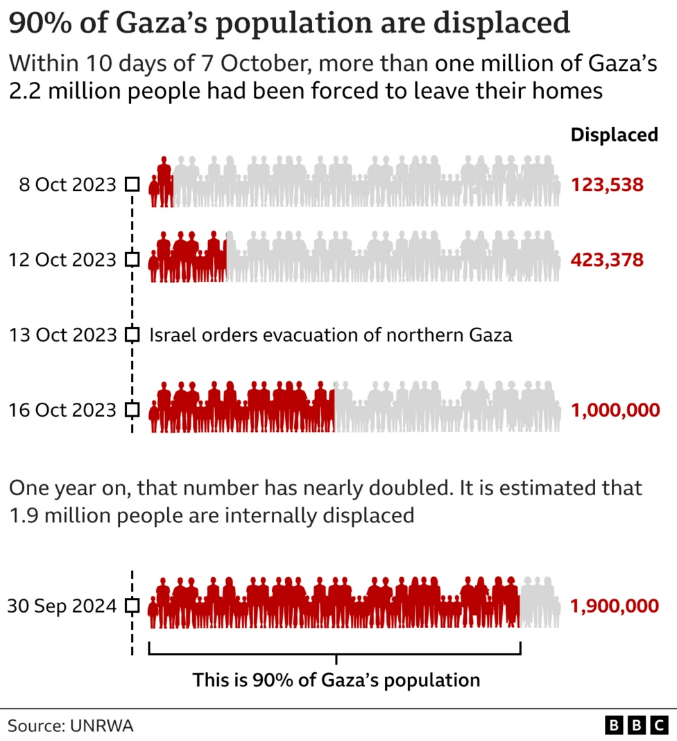 90% of Gaza’s population are displaced
Within 10 days of 7 October, more than one million of Gaza’s
2.2 million people had been forced to leave their homes
Displaced
8 Oct 2023 123,538
12 Oct 2023 423,378
13 Oct 2023 Israel orders evacuation of northern Gaza
16 Oct 2023 1,000,000
One year on, that number has nearly doubled. It is estimated that
1.9 million people are internally displaced
30 Sep 2024 1,900,000
This is 90% of Gaza’s population
Source: UNRWA BBC